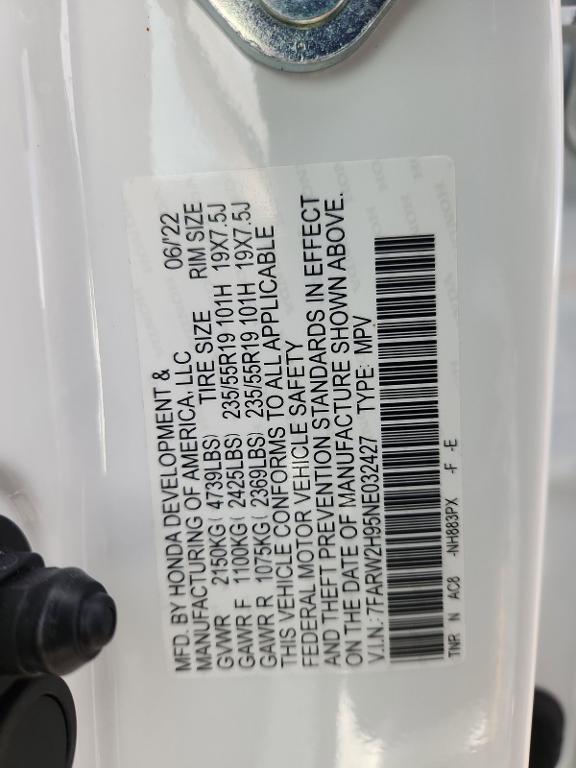 MFD. BY HONDA DEVELOPMENT & 06/'22
MANUFACTURING OF AMERICA, LLC
GVWR 2150KG( 4739LBS) TIRE SIZE RIM SIZE
GAWR F 1100KG( 2425LBS) 235/55R19 101H 19X7.5J
GAWR R 1075KG( 2369LBS) 235/55R19 101H 19X7.5J
THIS VEHICLE CONFORMS TO ALL APPLICABLE
FEDERAL MOTOR VEHICLE SAFETY
AND THEFT PREVENTION STANDARDS IN EFFECT
ON THE DATE OF MANUFACTURE SHOWN ABOVE.
V.I.N.: 7FARW2H95NE032427 TYPE: MPV
TNR N AC8 -NH883PX -F -E